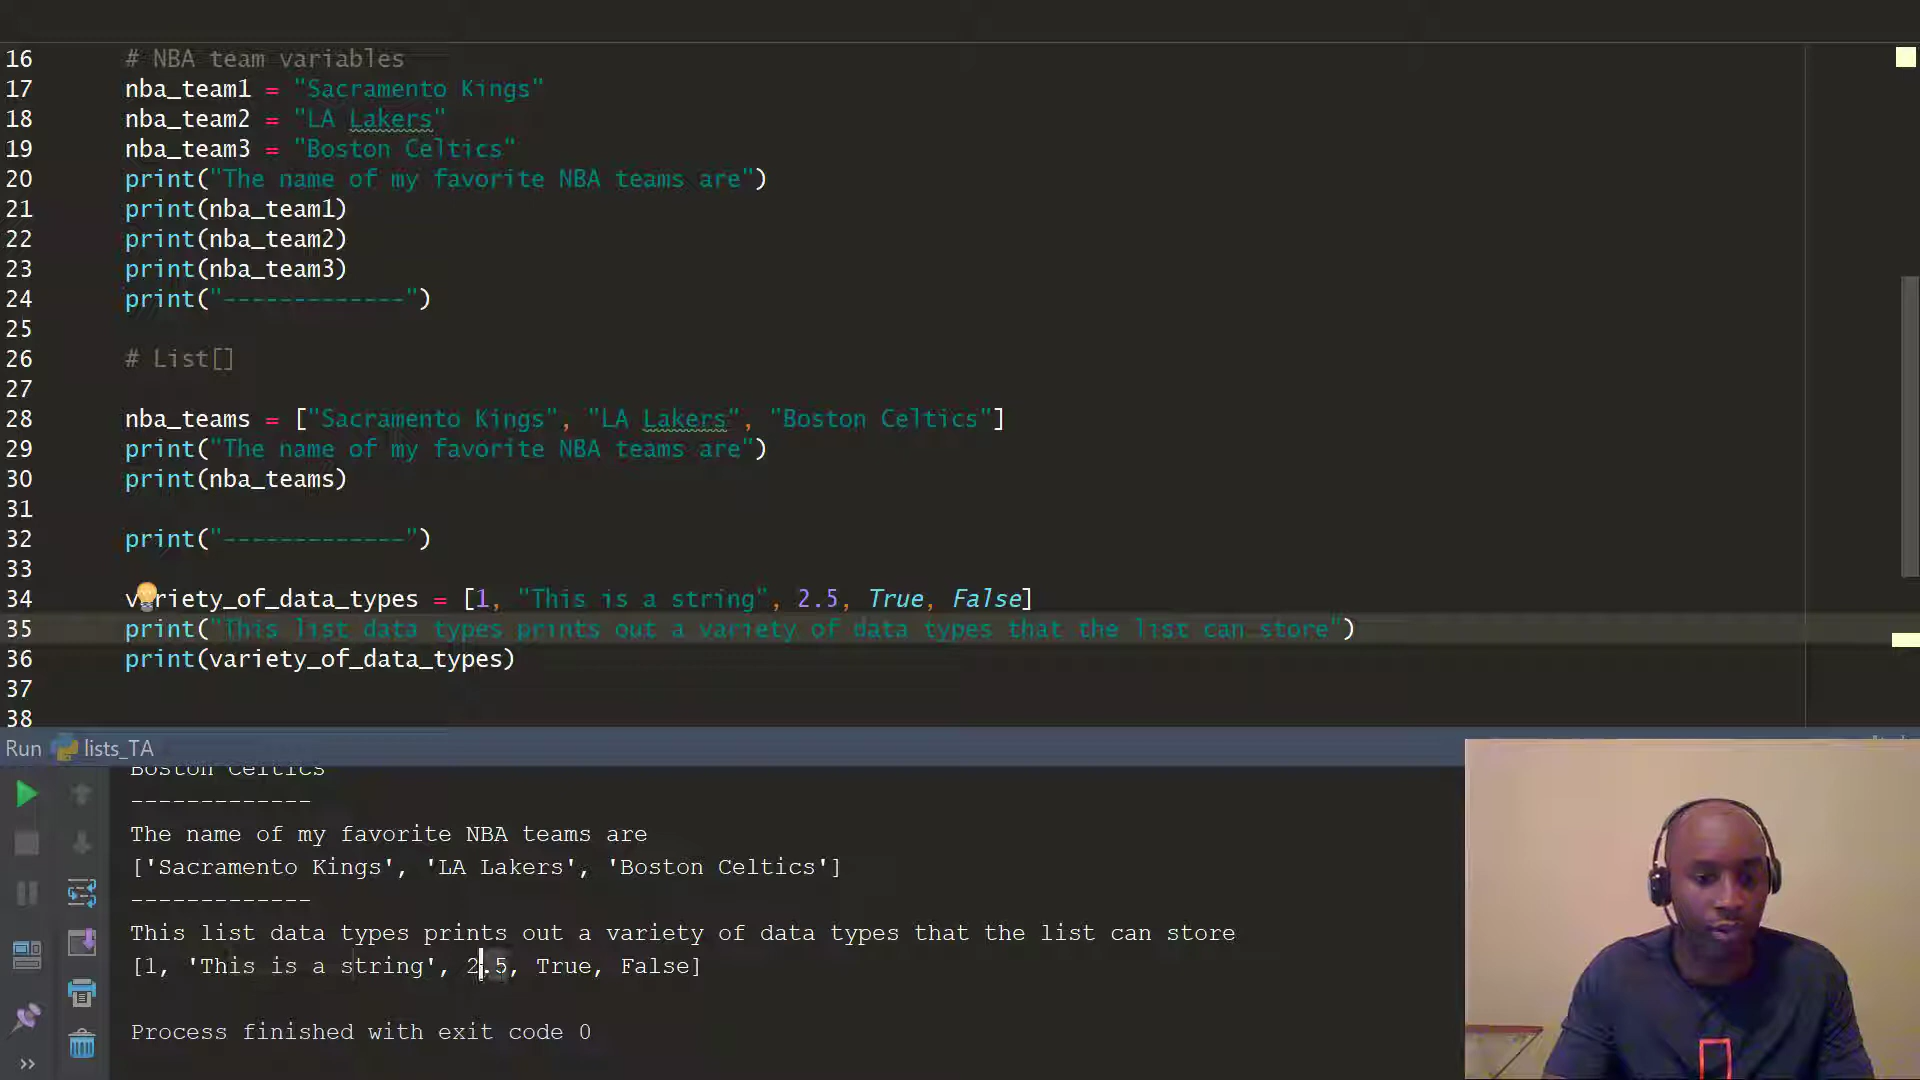 16 # NBA team variables
17 nba_team1 = "Sacramento Kings"
18 nba_team2 = "LA Lakers"
19 nba_team3 = "Boston Celtics"
20 print("The name of my favorite NBA teams are")
21 print(nba_team1)
22 print(nba_team2)
23 print(nba_team3)
24 print("-------------")
25
26 # List[]
27
28 nba_teams = ["Sacramento Kings", "LA Lakers", "Boston Celtics"]
29 print("The name of my favorite NBA teams are")
30 print(nba_teams)
31
32 print("-------------")
33
34 variety_of_data_types = [1, "This is a string", 2.5, True, False]
35 print("This list data types prints out a variety of data types that the list can store")
36 print(variety_of_data_types)
37
38
Run lists_TA
Boston Celtics
-------------
The name of my favorite NBA teams are
['Sacramento Kings', 'LA Lakers', 'Boston Celtics']
-------------
This list data types prints out a variety of data types that the list can store
[1, 'This is a string', 2.5, True, False]
Process finished with exit code 0